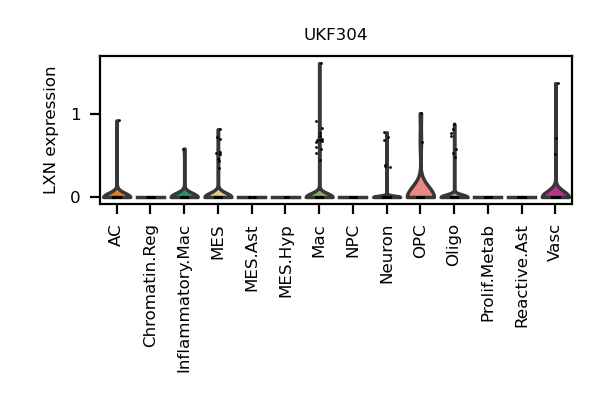 UKF304
LXN expression
1
0
AC
Chromatin.Reg
Inflammatory.Mac
MES
MES.Ast
MES.Hyp
Mac
NPC
Neuron
OPC
Oligo
Prolif.Metab
Reactive.Ast
Vasc